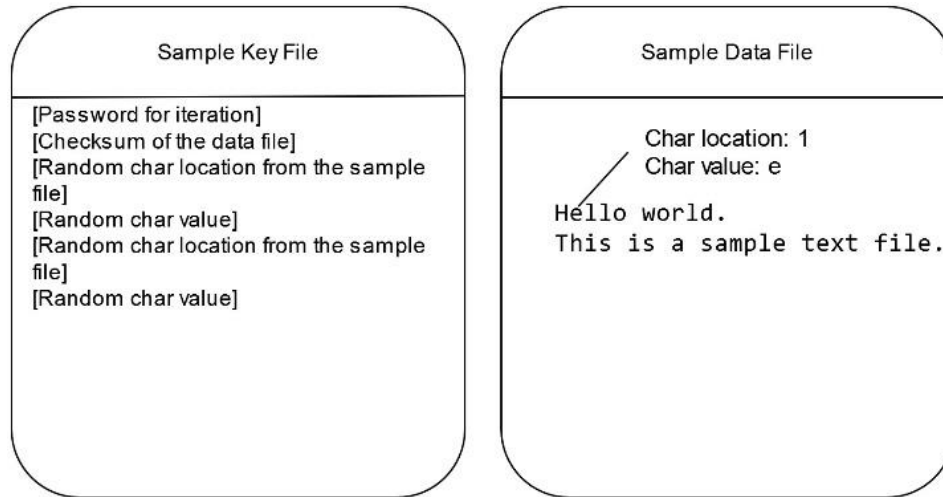 Sample Key File
[Password for iteration]
[Checksum of the data file]
[Random char location from the sample
file]
[Random char value]
[Random char location from the sample
file]
[Random char value]
Sample Data File
Char location: 1
Char value: e
Hello world.
This is a sample text file.